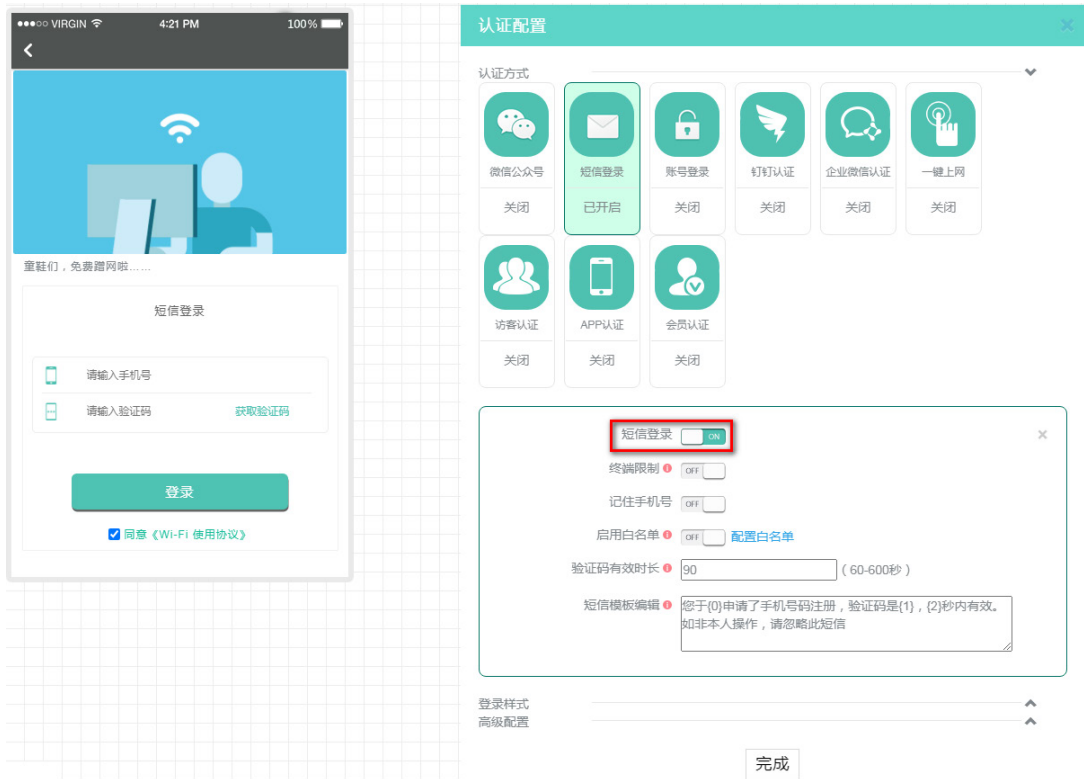 VIRGIN 4:21 PM 100%
童鞋们，免费蹭网啦……
短信登录
请输入手机号
请输入验证码 获取验证码
登录
同意《Wi-Fi 使用协议》
认证配置
认证方式
微信公众号 短信登录 账号登录 钉钉认证 企业微信认证 一键上网
关闭 已开启 关闭 关闭 关闭 关闭
访客认证 APP认证 会员认证
关闭 关闭 关闭
短信登录 ON
终端限制 OFF
记住手机号 OFF
启用白名单 OFF 配置白名单
验证码有效时长 90 （60-600秒）
短信模板编辑 您于{0}申请了手机号码注册，验证码是{1}，{2}秒内有效。
如非本人操作，请忽略此短信
登录样式
高级配置
完成